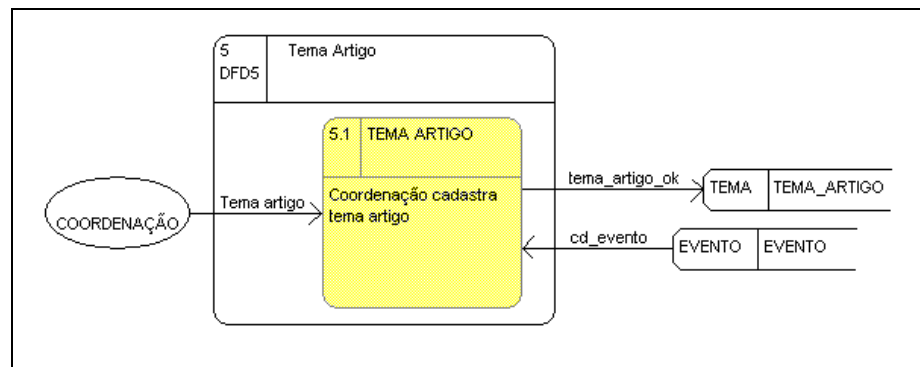 5 Tema Artigo
DFD5
5.1 TEMA ARTIGO
Coordenação cadastra
tema artigo
COORDENAÇÃO
Tema artigo
tema_artigo_ok
TEMA TEMA_ARTIGO
cd_evento
EVENTO EVENTO